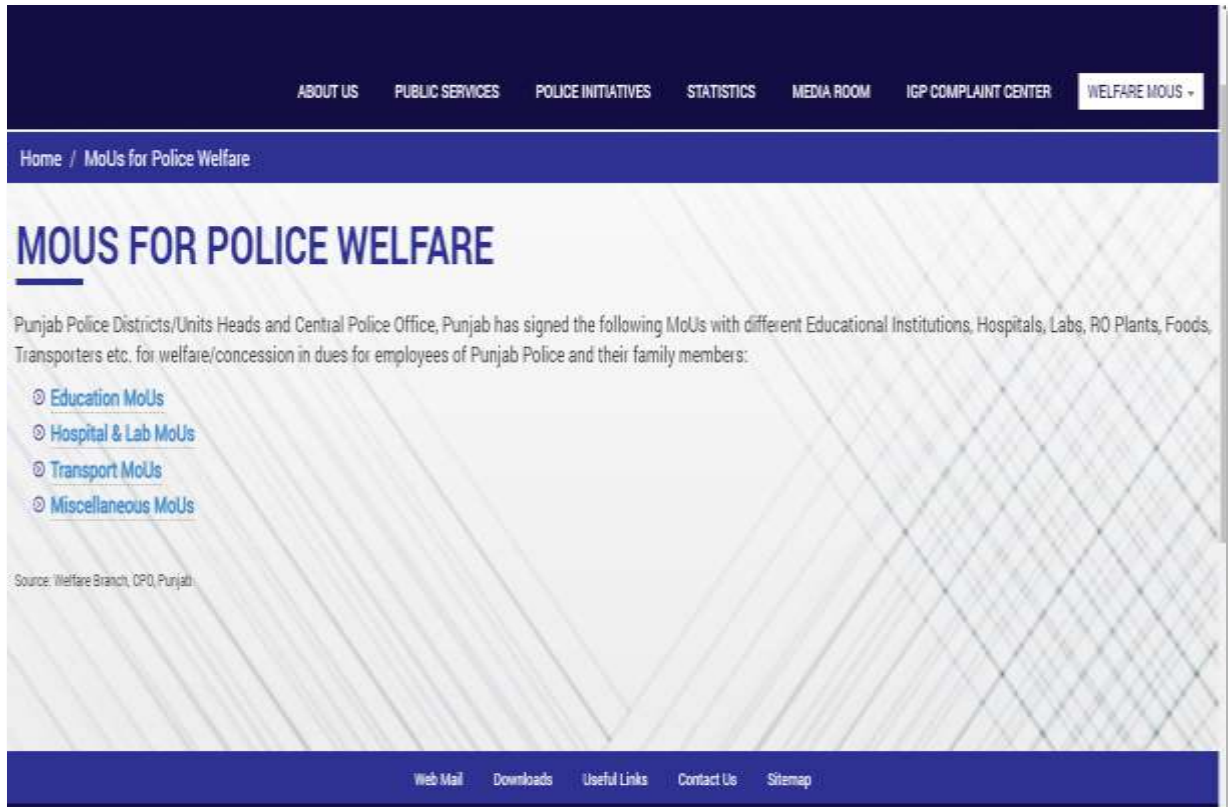 ABOUT US PUBLIC SERVICES POLICE INITIATIVES STATISTICS MEDIA ROOM IGP COMPLAINT CENTER WELFARE MOUS
Home / MoUs for Police Welfare
MOUS FOR POLICE WELFARE
Punjab Police Districts/Units Heads and Central Police Office, Punjab has signed the following MoUs with different Educational Institutions, Hospitals, Labs, RO Plants, Foods,
Transporters etc. for welfare/concession in dues for employees of Punjab Police and their family members:
Education MoUs
Hospital & Lab MoUs
Transport MoUs
Miscellaneous MoUs
Source: Welfare Branch, CPO, Punjab
Web Mail Downloads Useful Links Contact Us Sitemap